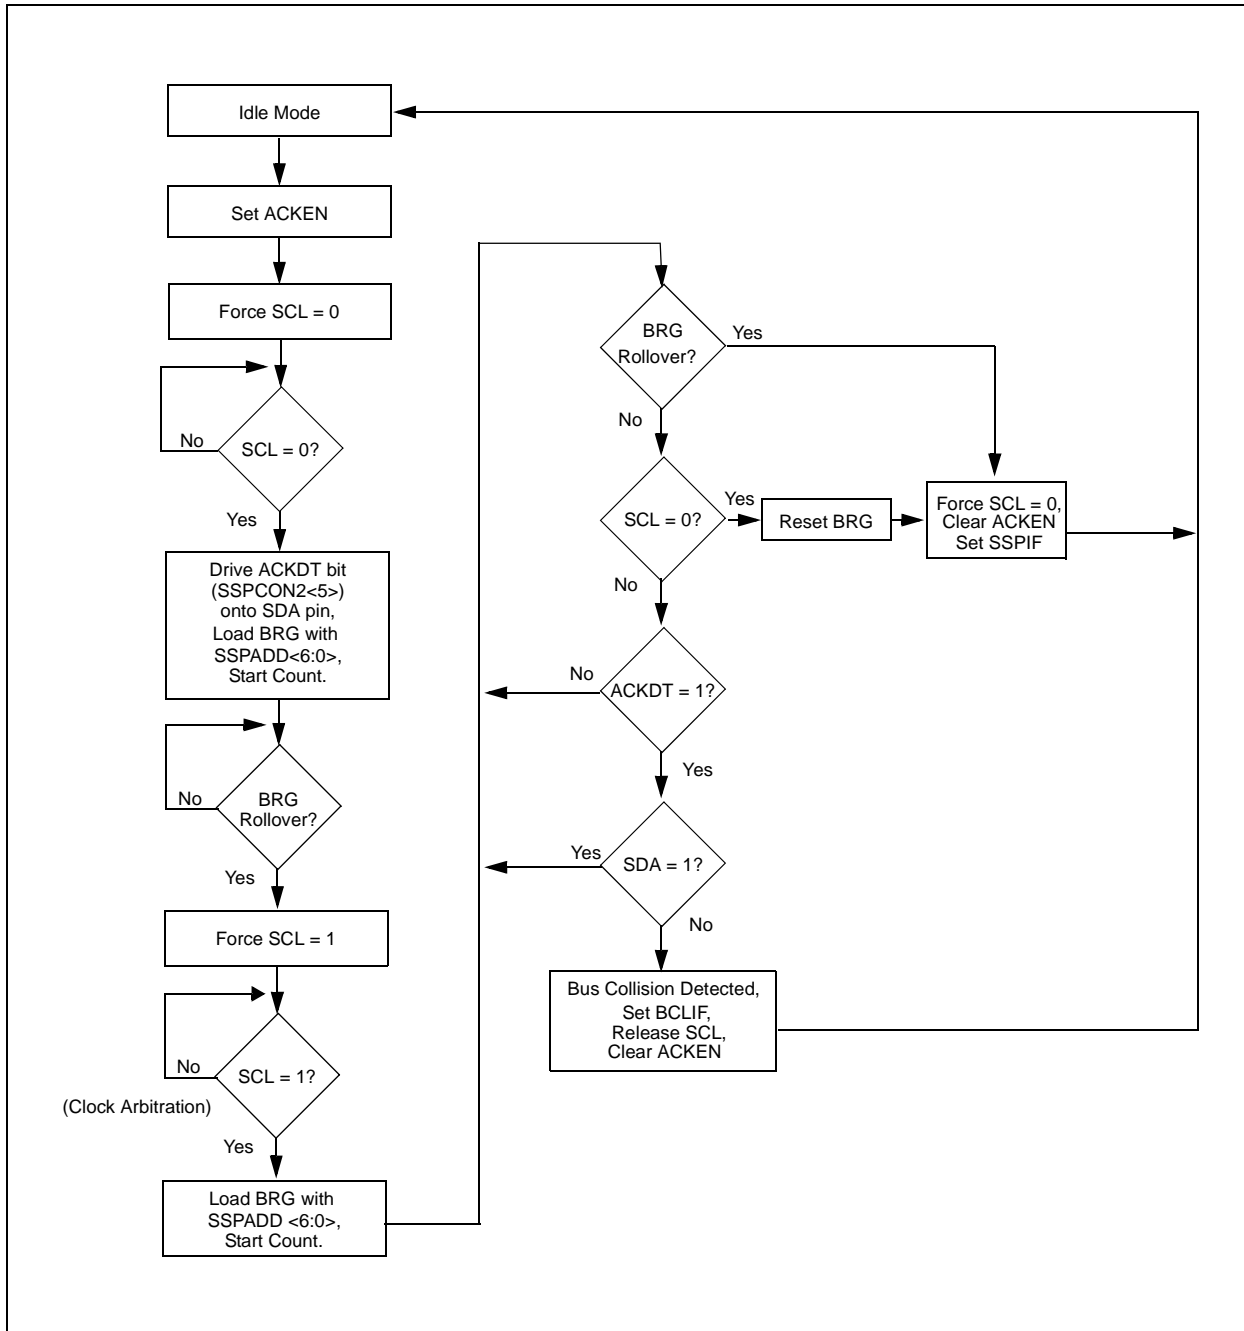 Idle Mode
Set ACKEN
Force SCL = 0
No
SCL = 0?
Yes
Drive ACKDT bit
(SSPCON2<5>)
onto SDA pin,
Load BRG with
SSPADD<6:0>,
Start Count.
No
BRG
Rollover?
Yes
Force SCL = 1
No
SCL = 1?
(Clock Arbitration)
Yes
Load BRG with
SSPADD <6:0>,
Start Count.
BRG
Rollover?
Yes
No
SCL = 0?
Yes
Reset BRG
Force SCL = 0,
Clear ACKEN
Set SSPIF
No
ACKDT = 1?
No
Yes
SDA = 1?
Yes
No
Bus Collision Detected,
Set BCLIF,
Release SCL,
Clear ACKEN